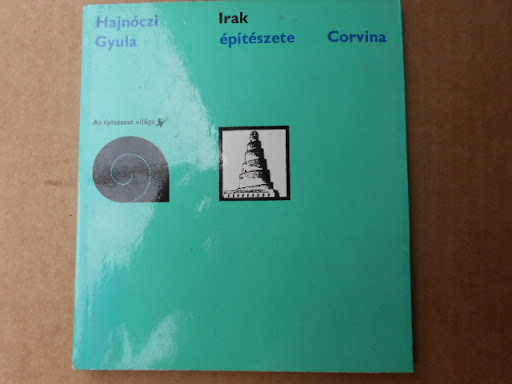 Hajnóczi
Gyula
Irak
építészete
Corvina
Az építészet világa